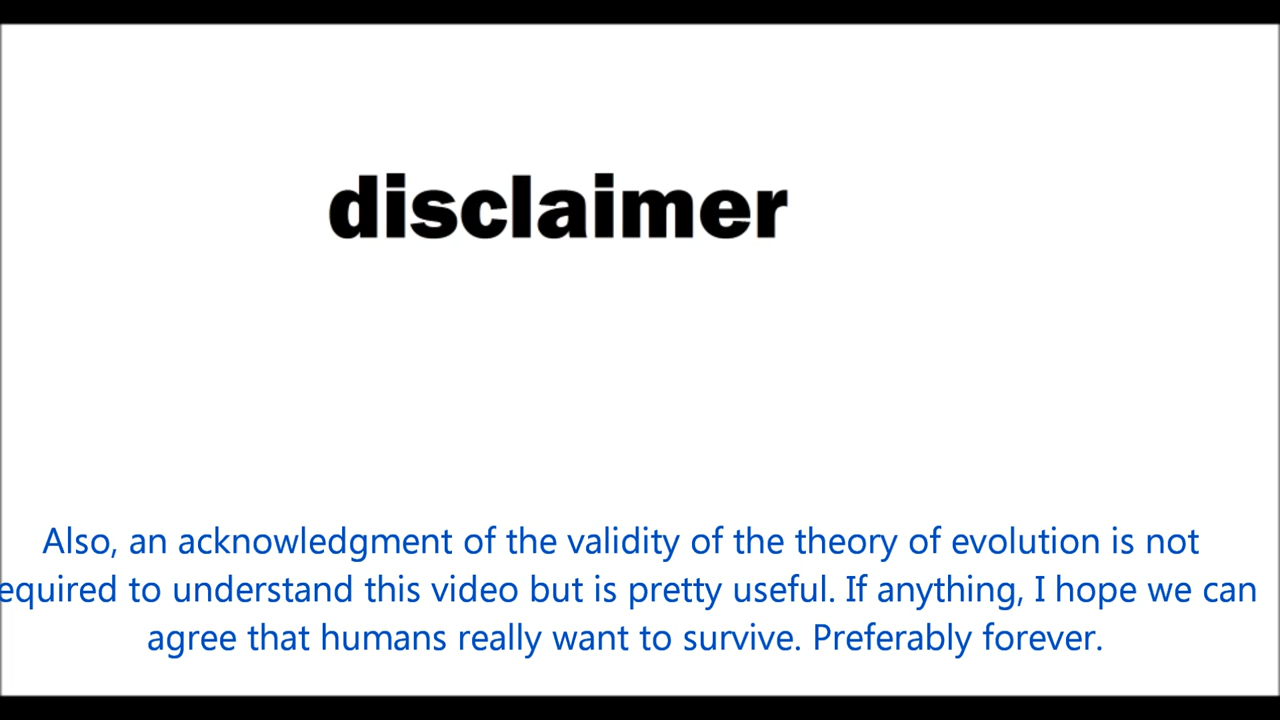 disclaimer
Also, an acknowledgment of the validity of the theory of evolution is not
equired to understand this video but is pretty useful. If anything, I hope we can
agree that humans really want to survive. Preferably forever.